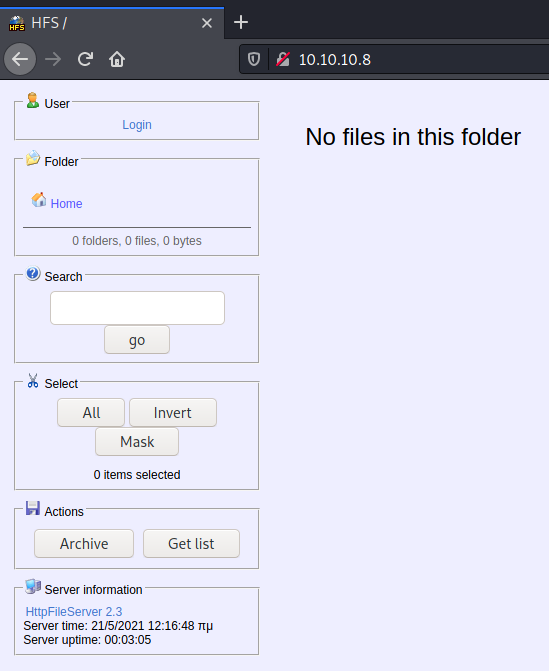 HFS /
10.10.10.8
User
Login
Folder
Home
0 folders, 0 files, 0 bytes
Search
go
Select
All Invert
Mask
0 items selected
Actions
Archive Get list
Server information
HttpFileServer 2.3
Server time: 21/5/2021 12:16:48 πμ
Server uptime: 00:03:05
No files in this folder